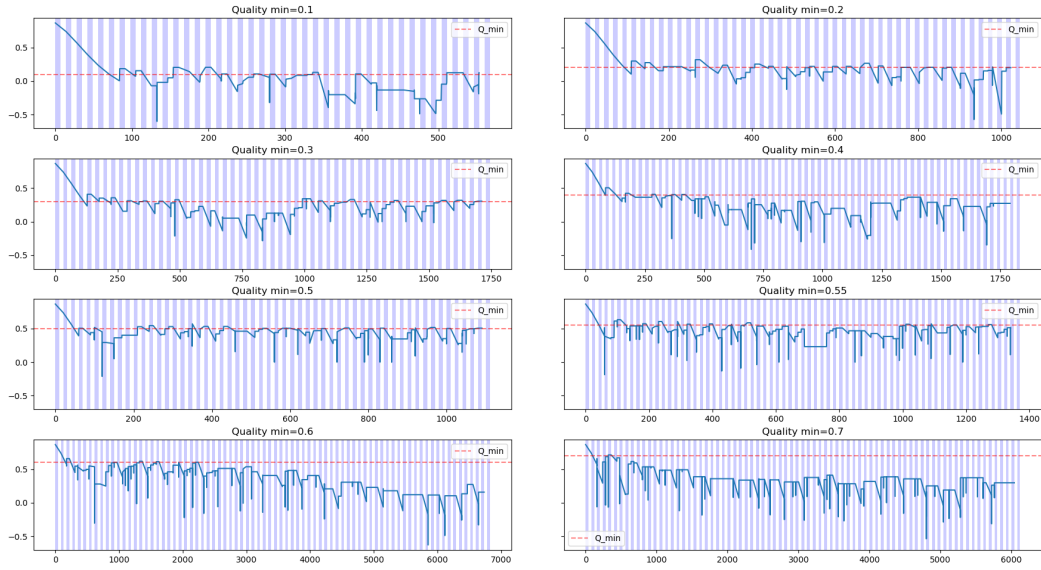 Quality min=0.1
Quality min=0.2
0.5
0.0
−0.5
Q_min
0 100 200 300 400 500
Q_min
0 200 400 600 800 1000
Quality min=0.3
Quality min=0.4
0.5
0.0
−0.5
Q_min
0 250 500 750 1000 1250 1500 1750
Q_min
0 250 500 750 1000 1250 1500 1750
Quality min=0.5
Quality min=0.55
0.5
0.0
−0.5
Q_min
0 200 400 600 800 1000
Q_min
0 200 400 600 800 1000 1200 1400
Quality min=0.6
Quality min=0.7
0.5
0.0
−0.5
Q_min
0 1000 2000 3000 4000 5000 6000 7000
Q_min
0 1000 2000 3000 4000 5000 6000